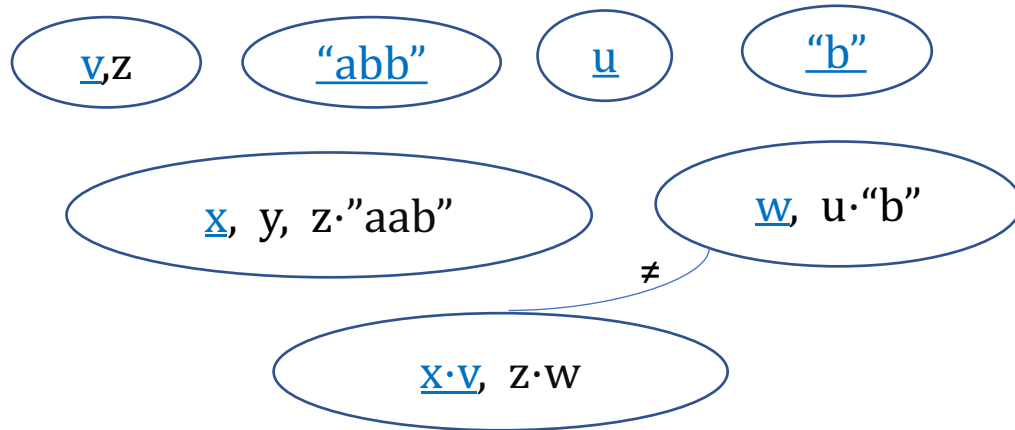 v,z “abb” u “b”
x, y, z·”aab” w, u·“b”
≠
x·v, z·w